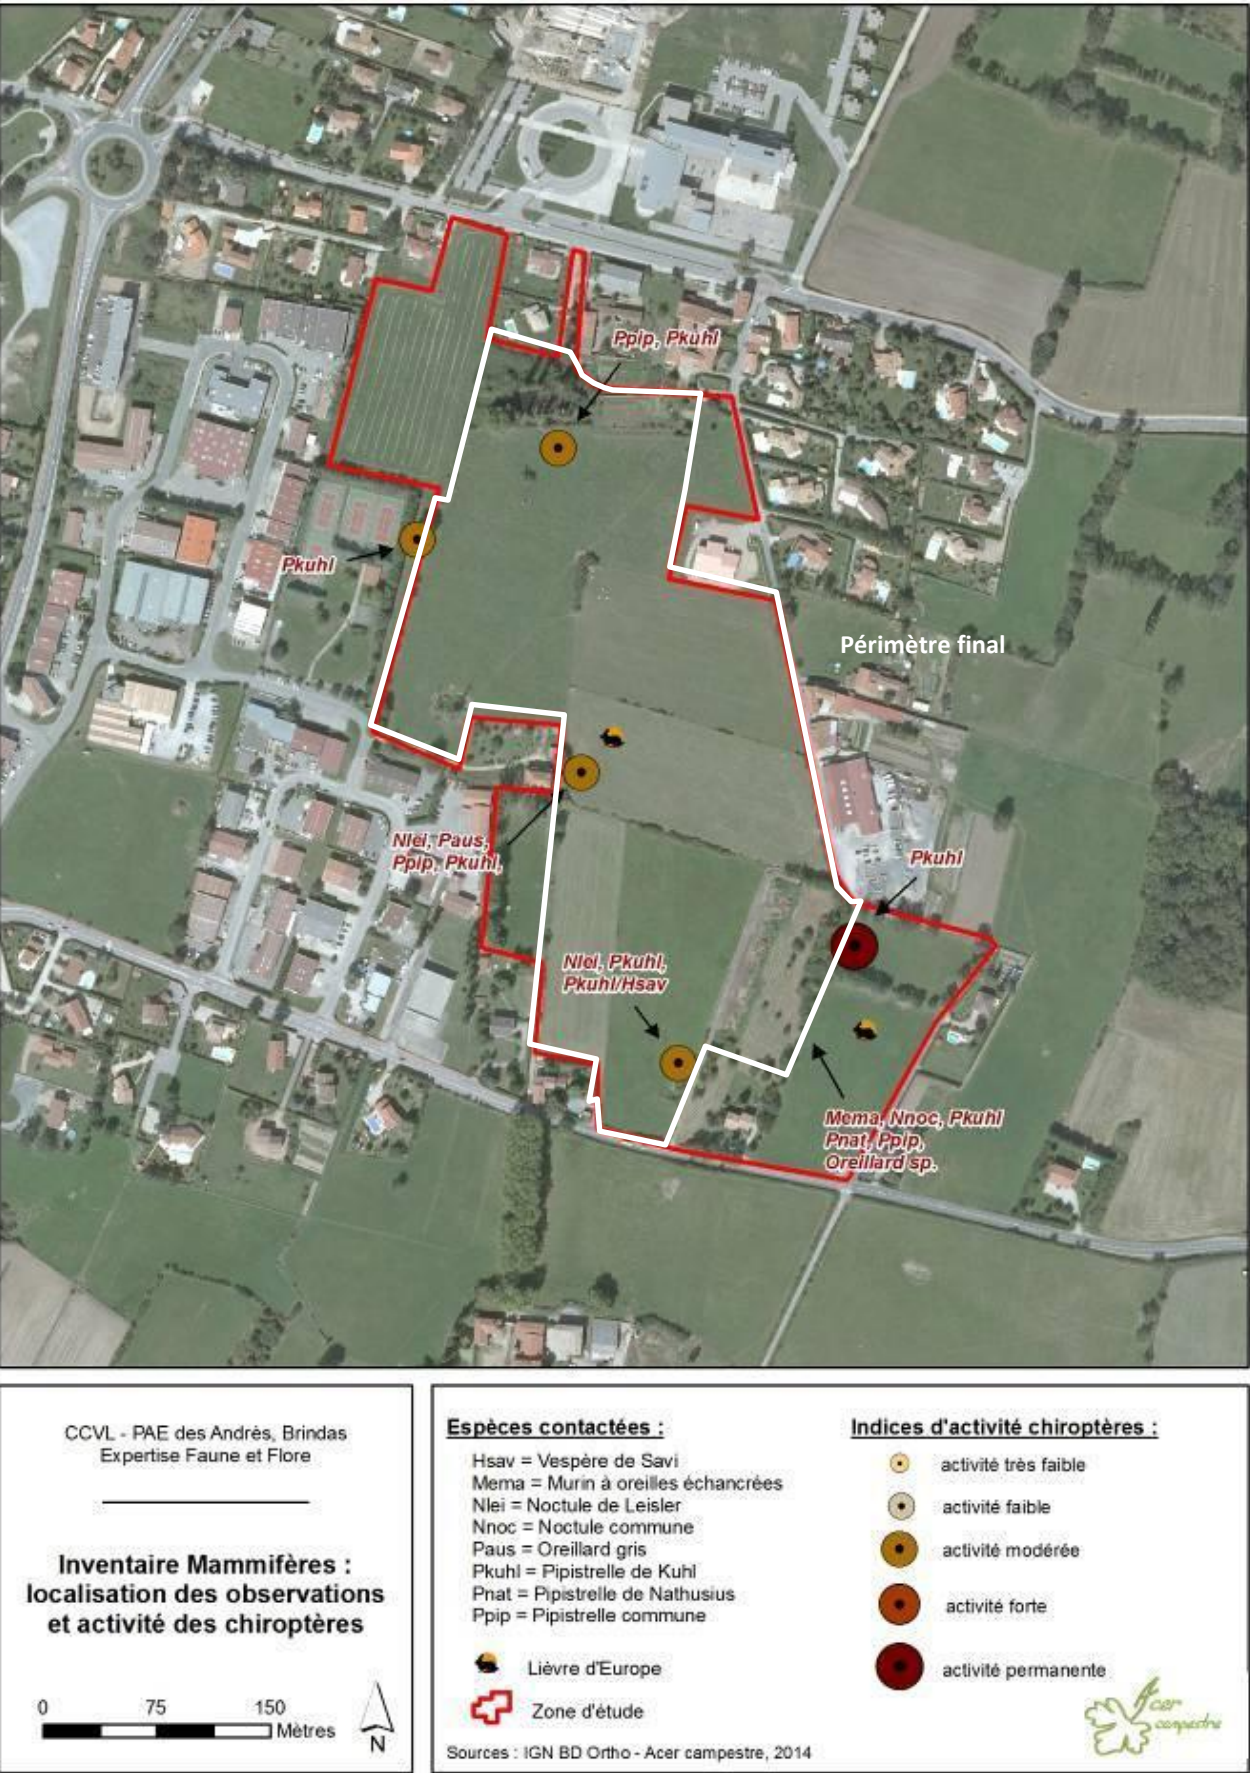 Ppip, Pkuhl
Pkuhl
Périmètre final
Nlei, Paus,
Ppip, Pkuhl,
Pkuhl
Nlei, Pkuhl,
Pkuhl/Hsav
Mema, Nnoc, Pkuhl
Pnat, Ppip,
Oreillard sp.
CCVL - PAE des Andrès, Brindas
Expertise Faune et Flore
Inventaire Mammifères :
localisation des observations
et activité des chiroptères
0 75 150
Mètres
N
Espèces contactées :
Hsav = Vespère de Savi
Mema = Murin à oreilles échancrées
Nlei = Noctule de Leisler
Nnoc = Noctule commune
Paus = Oreillard gris
Pkuhl = Pipistrelle de Kuhl
Pnat = Pipistrelle de Nathusius
Ppip = Pipistrelle commune
Lièvre d'Europe
Zone d'étude
Sources : IGN BD Ortho - Acer campestre, 2014
Indices d'activité chiroptères :
activité très faible
activité faible
activité modérée
activité forte
activité permanente
Acer
campestre